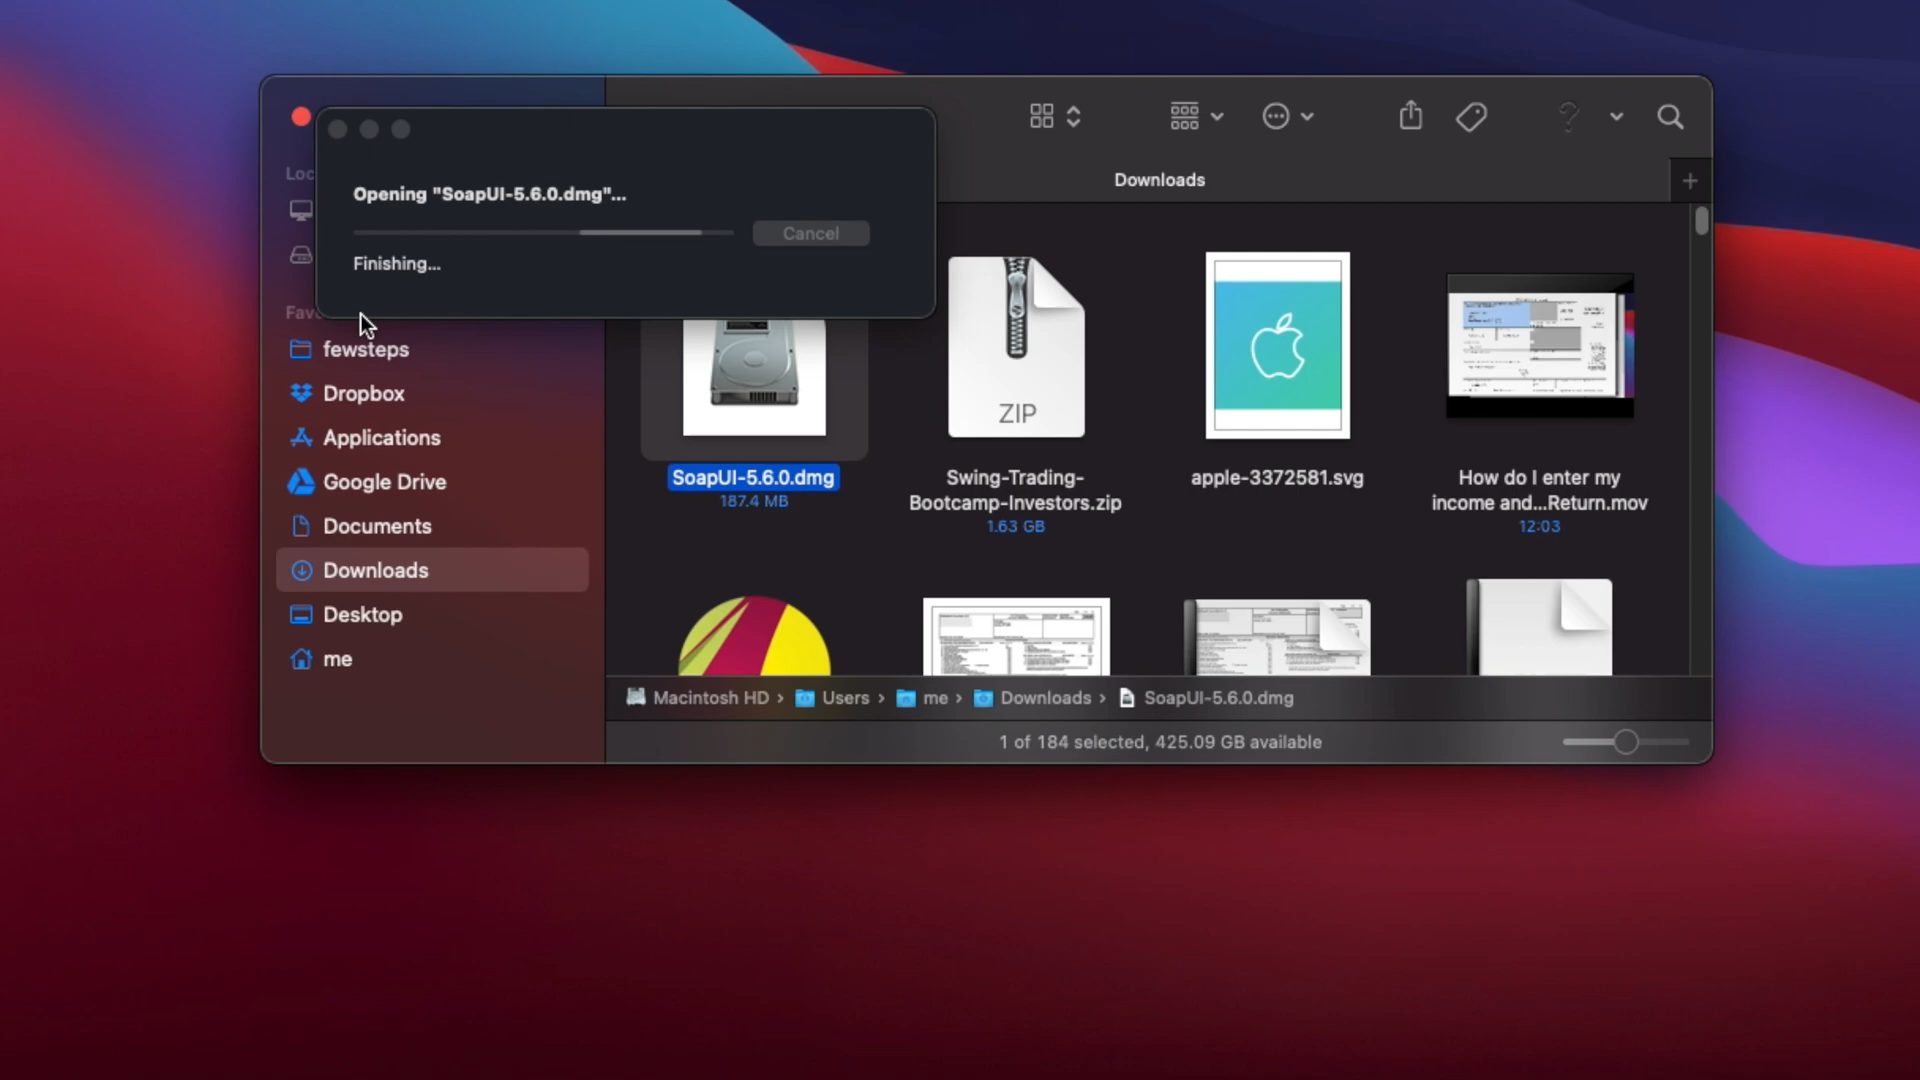 Opening "SoapUI-5.6.0.dmg"...
Cancel
Finishing...
Loc
Favo
fewsteps
Dropbox
Applications
Google Drive
Documents
Downloads
Desktop
me
Downloads
SoapUI-5.6.0.dmg
187.4 MB
ZIP
Swing-Trading-
Bootcamp-Investors.zip
1.63 GB
apple-3372581.svg
How do I enter my
income and...Return.mov
12:03
Macintosh HD › Users › me › Downloads › SoapUI-5.6.0.dmg
1 of 184 selected, 425.09 GB available